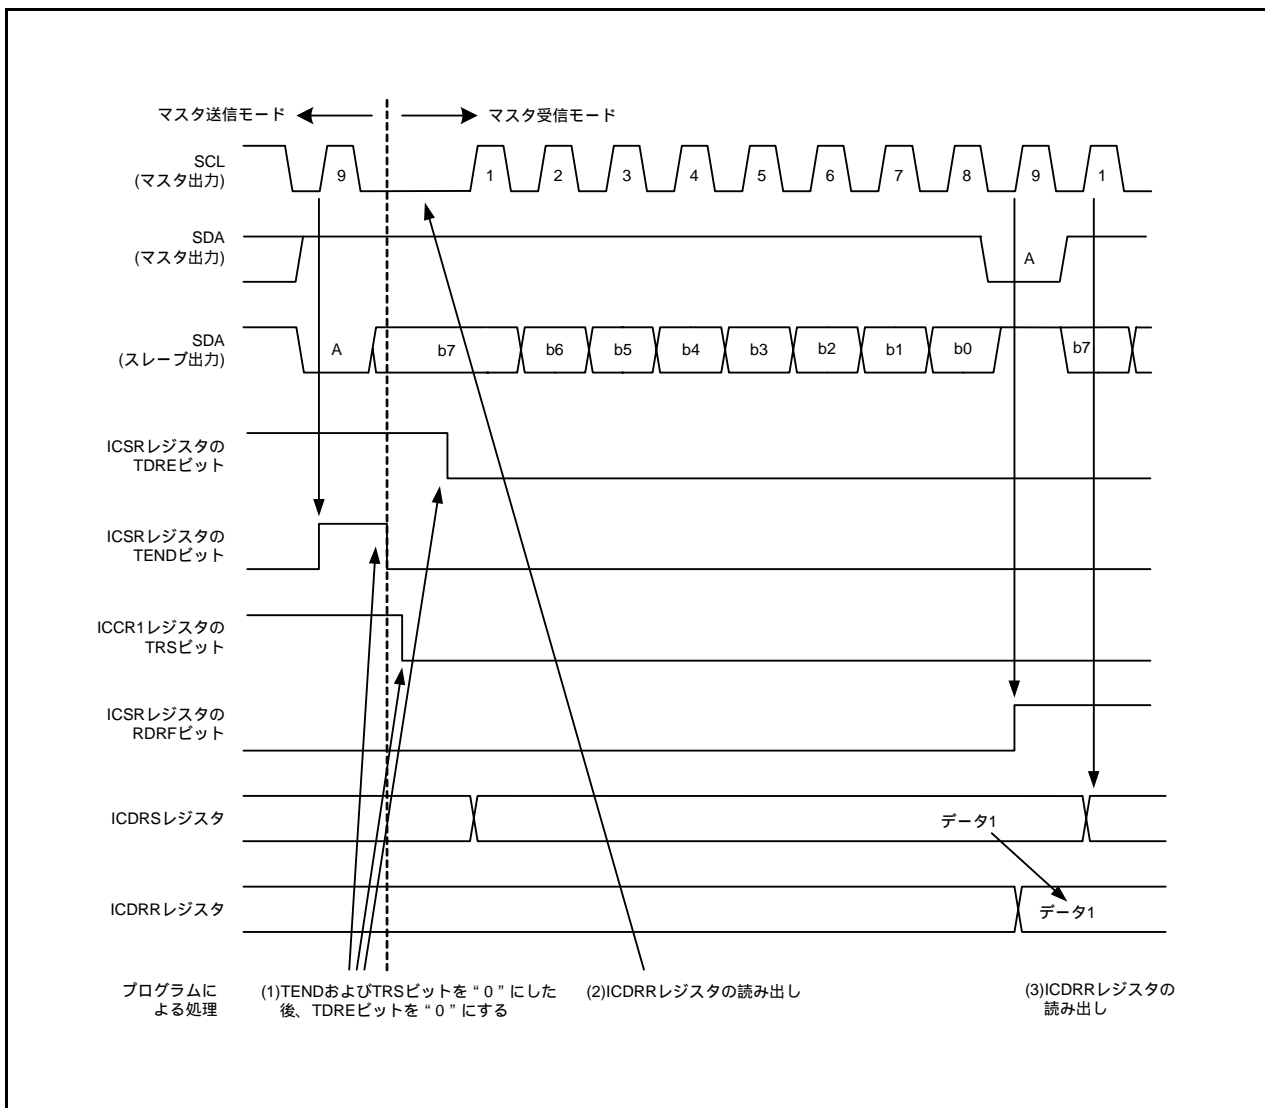 マスタ送信モード マスタ受信モード
SCL
(マスタ出力)
9 1 2 3 4 5 6 7 8 9 1
SDA
(マスタ出力)
A
SDA
(スレーブ出力)
A b7 b6 b5 b4 b3 b2 b1 b0 b7
ICSRレジスタの
TDREビット
ICSRレジスタの
TENDビット
ICCR1レジスタの
TRSビット
ICSRレジスタの
RDRFビット
ICDRSレジスタ
データ1
ICDRRレジスタ
データ1
プログラムに
よる処理
(1)TENDおよびTRSビットを“0”にした
後、TDREビットを“0”にする
(2)ICDRRレジスタの読み出し
(3)ICDRRレジスタの
読み出し